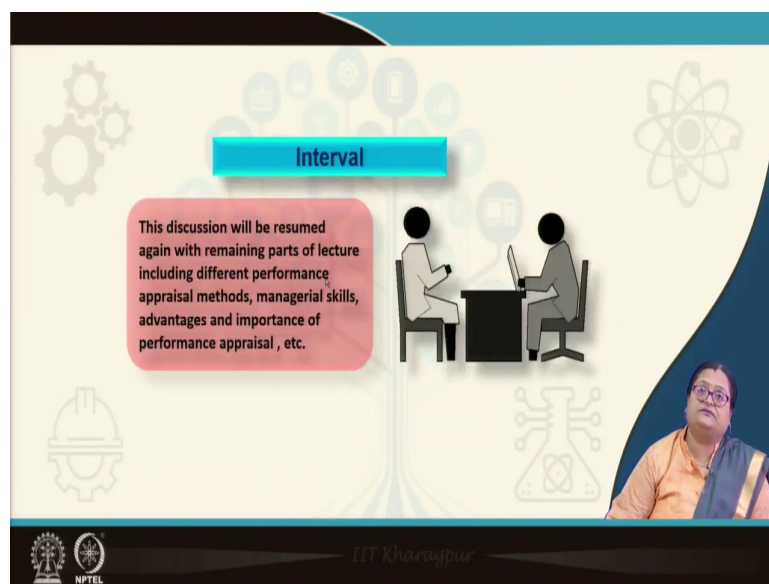 Interval
This discussion will be resumed
again with remaining parts of lecture
including different performance
appraisal methods, managerial skills,
advantages and importance of
performance appraisal , etc.
IIT Kharagpur
NPTEL